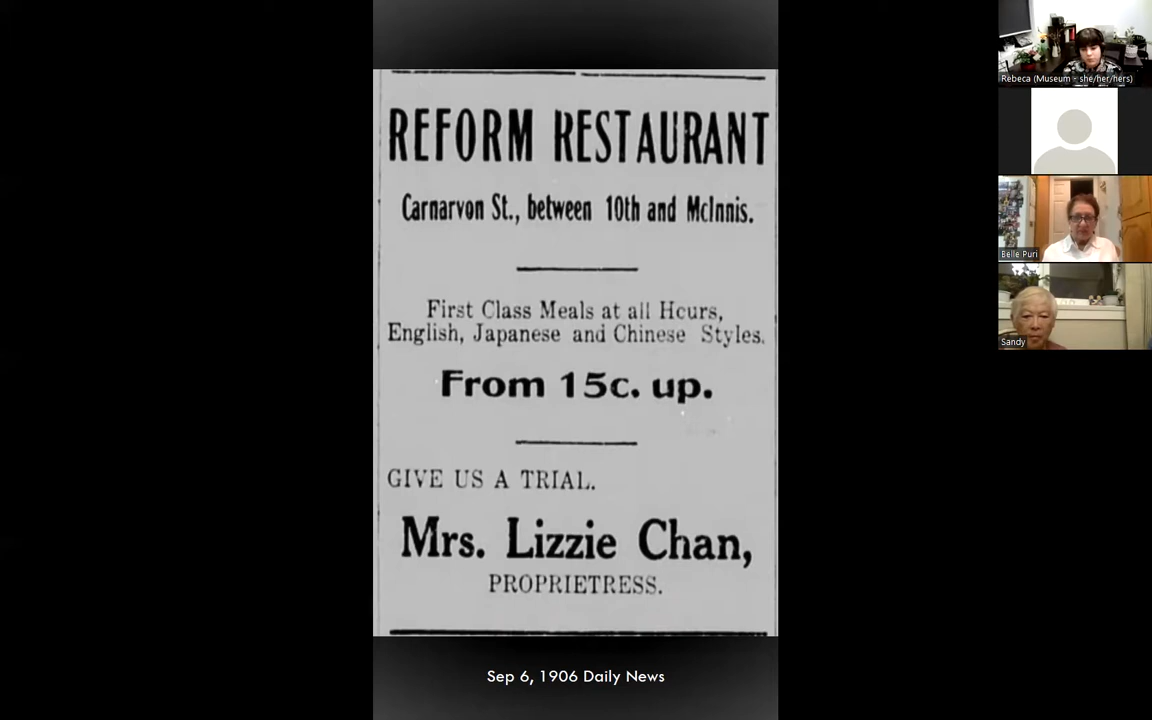 REFORM RESTAURANT
Carnarvon St., between 10th and McInnis.
First Class Meals at all Hours,
English, Japanese and Chinese Styles.
From 15c. up.
GIVE US A TRIAL.
Mrs. Lizzie Chan,
PROPRIETRESS.
Sep 6, 1906 Daily News
Rebeca (Museum - she/her/hers)
Belle Puri
Sandy